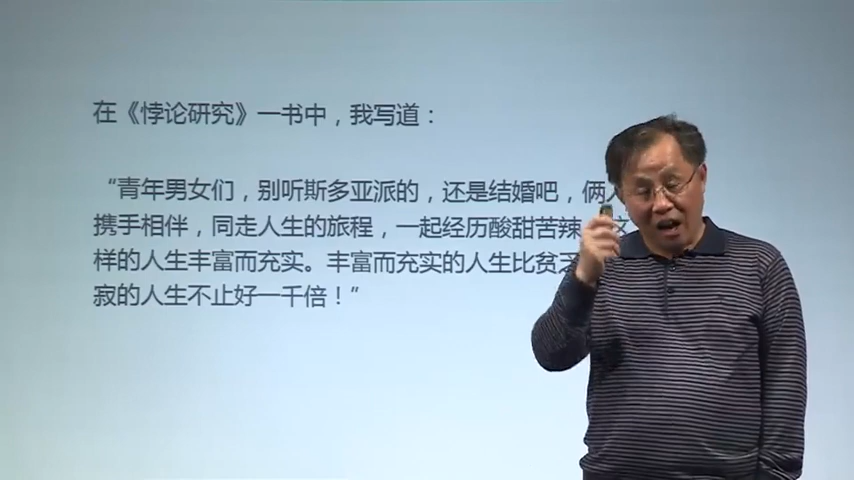 在《悖论研究》一书中，我写道：
“青年男女们，别听斯多亚派的，还是结婚吧，俩
携手相伴，同走人生的旅程，一起经历酸甜苦辣
样的人生丰富而充实。丰富而充实的人生比贫
寂的人生不止好一千倍！”